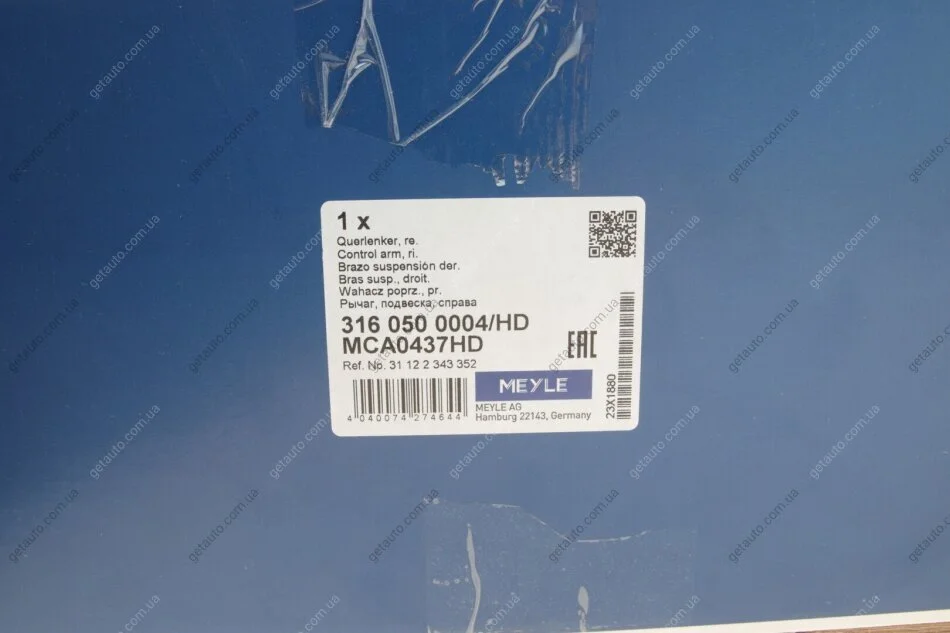 1 x
Querlenker, re.
Control arm, ri.
Brazo suspensión der.
Bras susp., droit.
Wahacz poprz., pr.
Рычаг, подвеска, справа
316 050 0004/HD
MCA0437HD
EAC
Ref. No. 31 12 2 343 352
MEYLE
MEYLE AG
Hamburg 22143, Germany
4 040074 274644
23X1880
getauto.com.ua